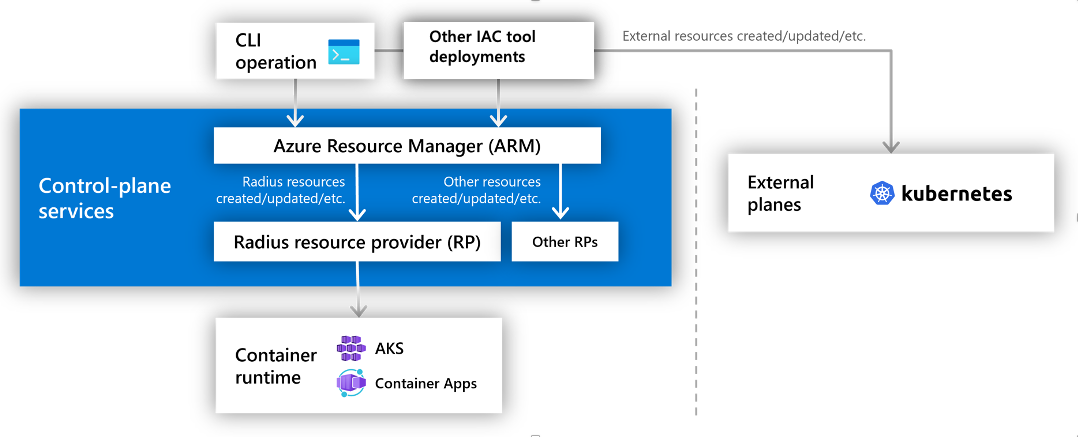 CLI
operation
Other IAC tool
deployments
External resources created/updated/etc.
Azure Resource Manager (ARM)
Control-plane
services
Radius resources
created/updated/etc.
Other resources
created/updated/etc.
Radius resource provider (RP)
Other RPs
External
planes
kubernetes
Container
runtime
AKS
Container Apps